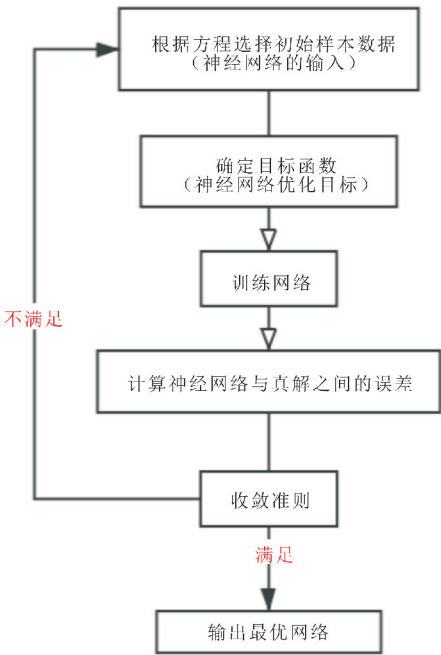 根据方程选择初始样本数据
（神经网络的输入）
确定目标函数
（神经网络优化目标）
训练网络
不满足
计算神经网络与真解之间的误差
收敛准则
满足
输出最优网络